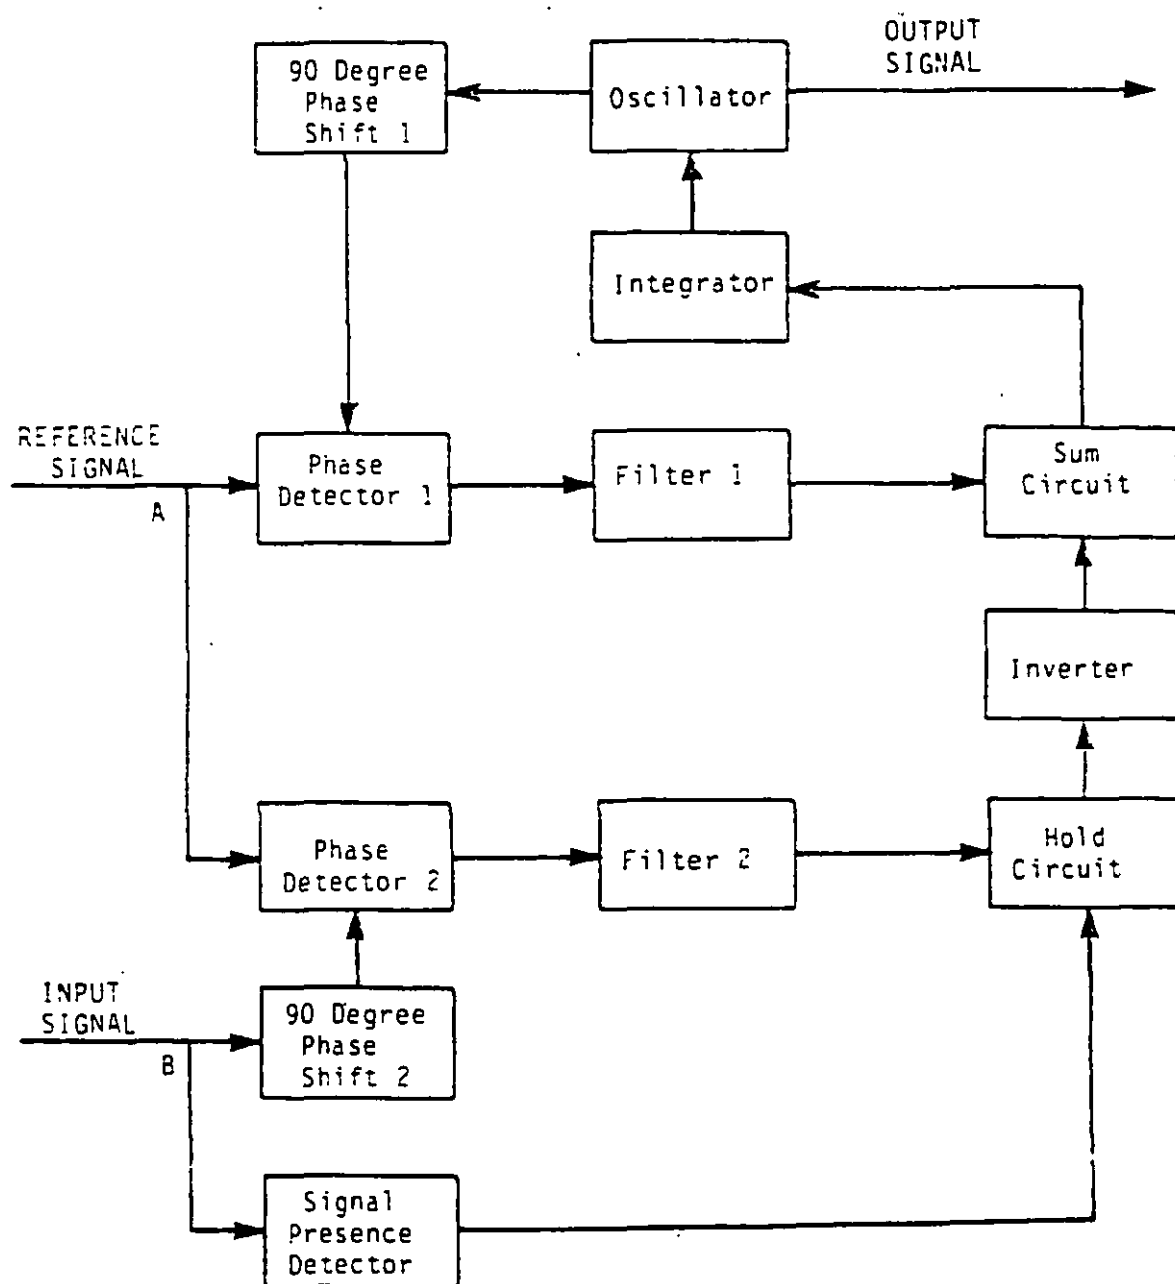 OUTPUT
SIGNAL
90 Degree
Phase
Shift 1
Oscillator
Integrator
REFERENCE
SIGNAL
A
Phase
Detector 1
Filter 1
Sum
Circuit
Inverter
Phase
Detector 2
Filter 2
Hold
Circuit
INPUT
SIGNAL
B
90 Degree
Phase
Shift 2
Signal
Presence
Detector